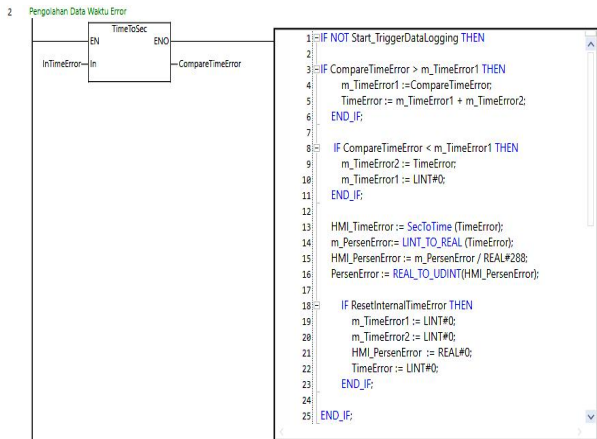 2 Pengolahan Data Waktu Error
TimeToSec
EN ENO
InTimeError In CompareTimeError
1 IF NOT Start_TriggerDataLogging THEN
2
3 IF CompareTimeError > m_TimeError1 THEN
4 m_TimeError1 :=CompareTimeError;
5 TimeError := m_TimeError1 + m_TimeError2;
6 END_IF;
7
8 IF CompareTimeError < m_TimeError1 THEN
9 m_TimeError2 := TimeError;
10 m_TimeError1 := LINT#0;
11 END_IF;
12
13 HMI_TimeError := SecToTime (TimeError);
14 m_PersenError:= LINT_TO_REAL (TimeError);
15 HMI_PersenError := m_PersenError / REAL#288;
16 PersenError := REAL_TO_UDINT(HMI_PersenError);
17
18 IF ResetInternalTimeError THEN
19 m_TimeError1 := LINT#0;
20 m_TimeError2 := LINT#0;
21 HMI_PersenError := REAL#0;
22 TimeError := LINT#0;
23 END_IF;
24
25 END_IF;